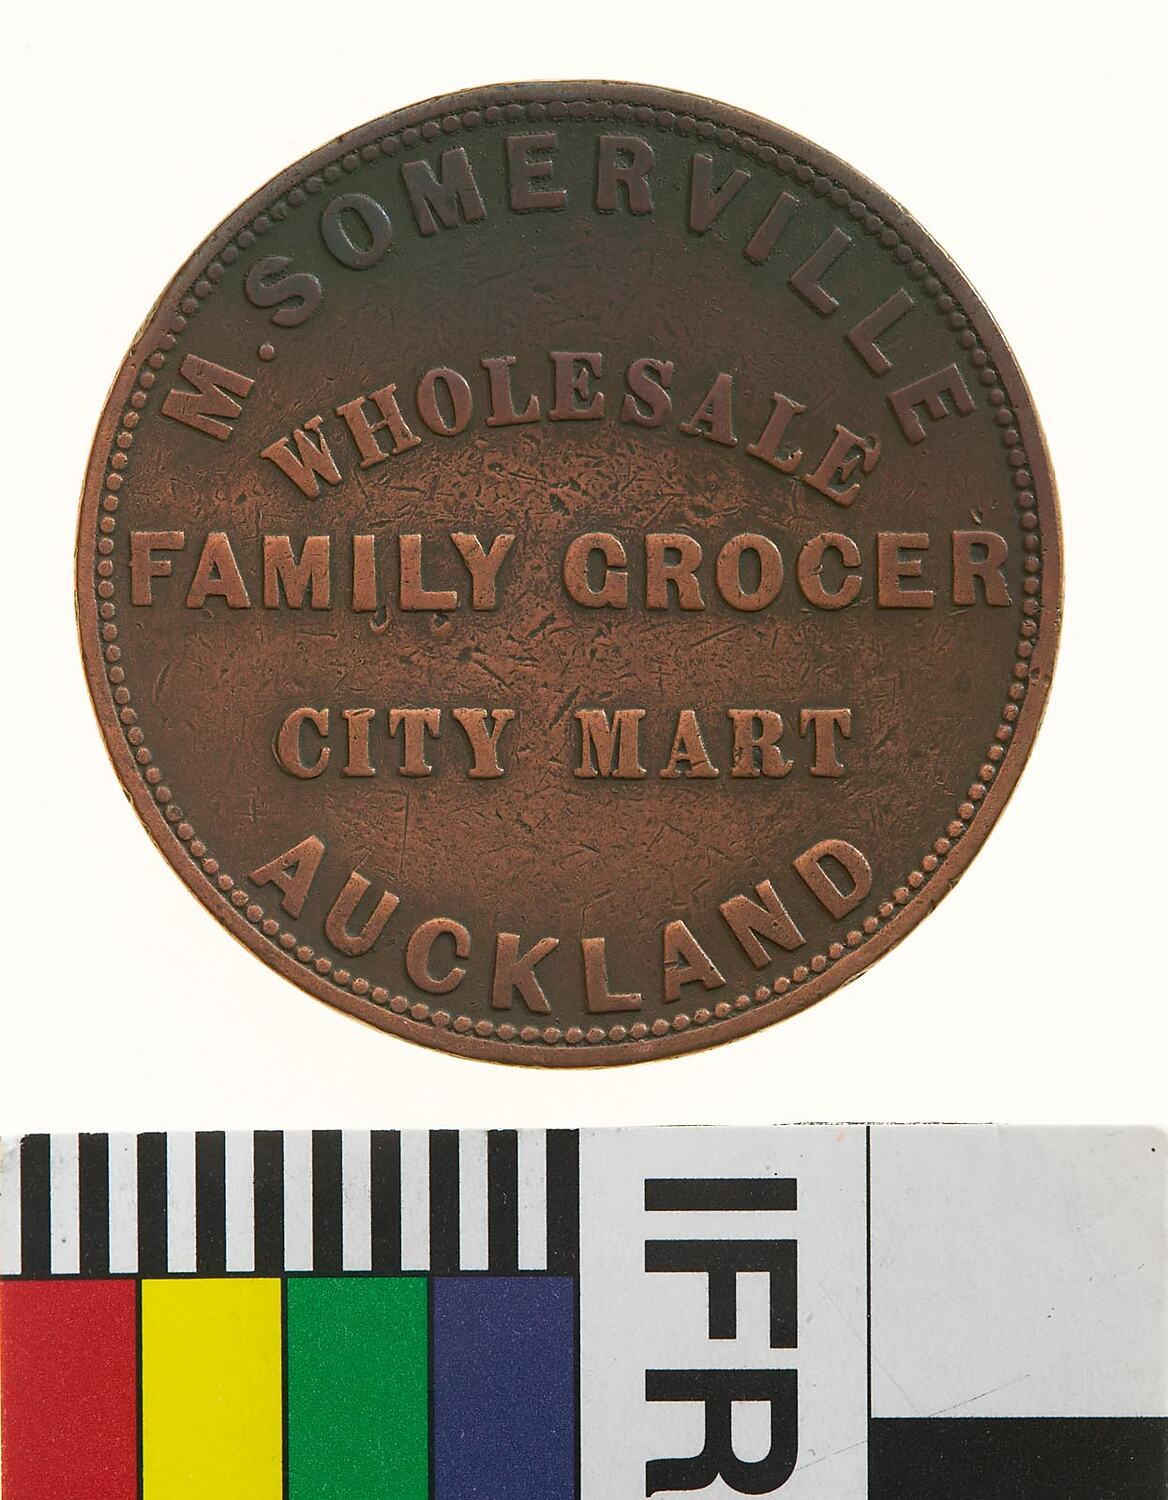 M. SOMERVILLE
WHOLESALE
FAMILY GROCER
CITY MART
AUCKLAND
IFR